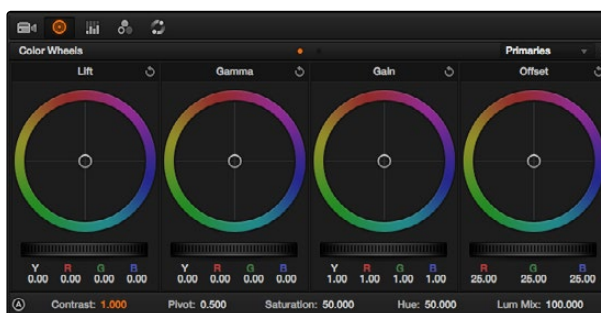 Color Wheels Primaries
Lift Gamma Gain Offset
Y R G B Y R G B Y R G B R G B
0.00 0.00 0.00 0.00 0.00 0.00 0.00 0.00 1.00 1.00 1.00 1.00 25.00 25.00 25.00
A Contrast: 1.000 Pivot: 0.500 Saturation: 50.000 Hue: 50.000 Lum Mix: 100.000